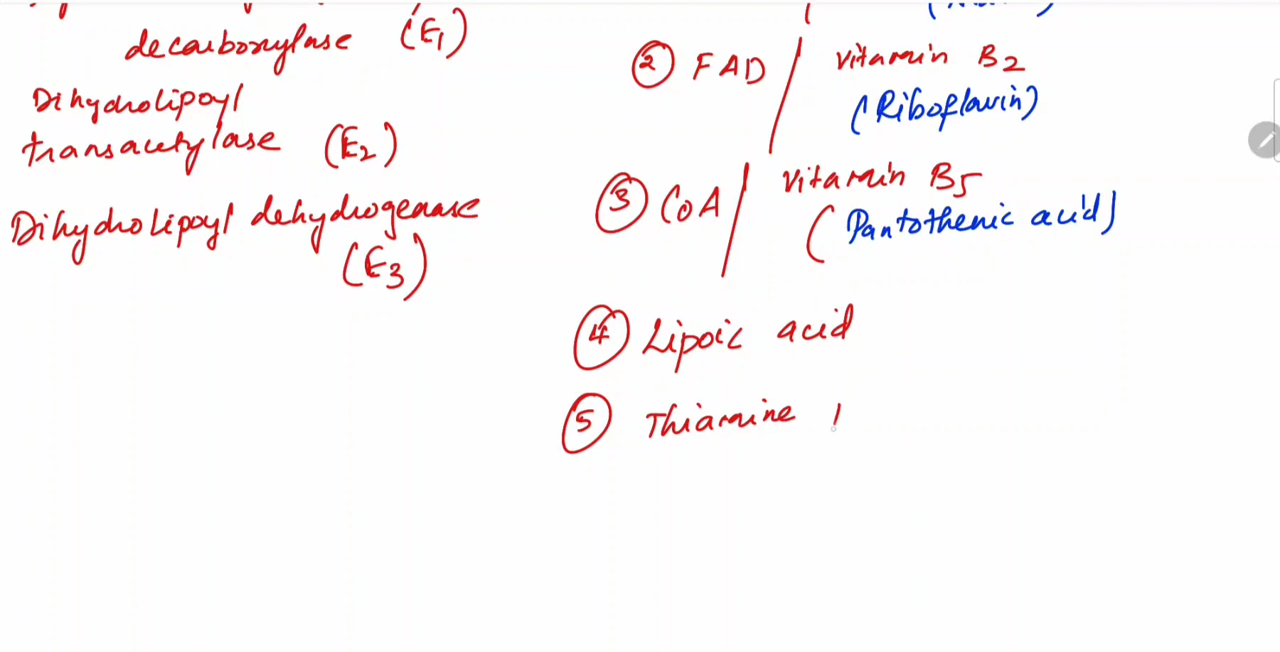 decarboxylase (E1)
Dihydrolipoyl
transacetylase (E2)
Dihydrolipoyl dehydrogenase
(E3)
② FAD / Vitamin B2
(Riboflavin)
③ CoA / Vitamin B5
(Pantothenic acid)
④ Lipoic acid
⑤ Thiamine